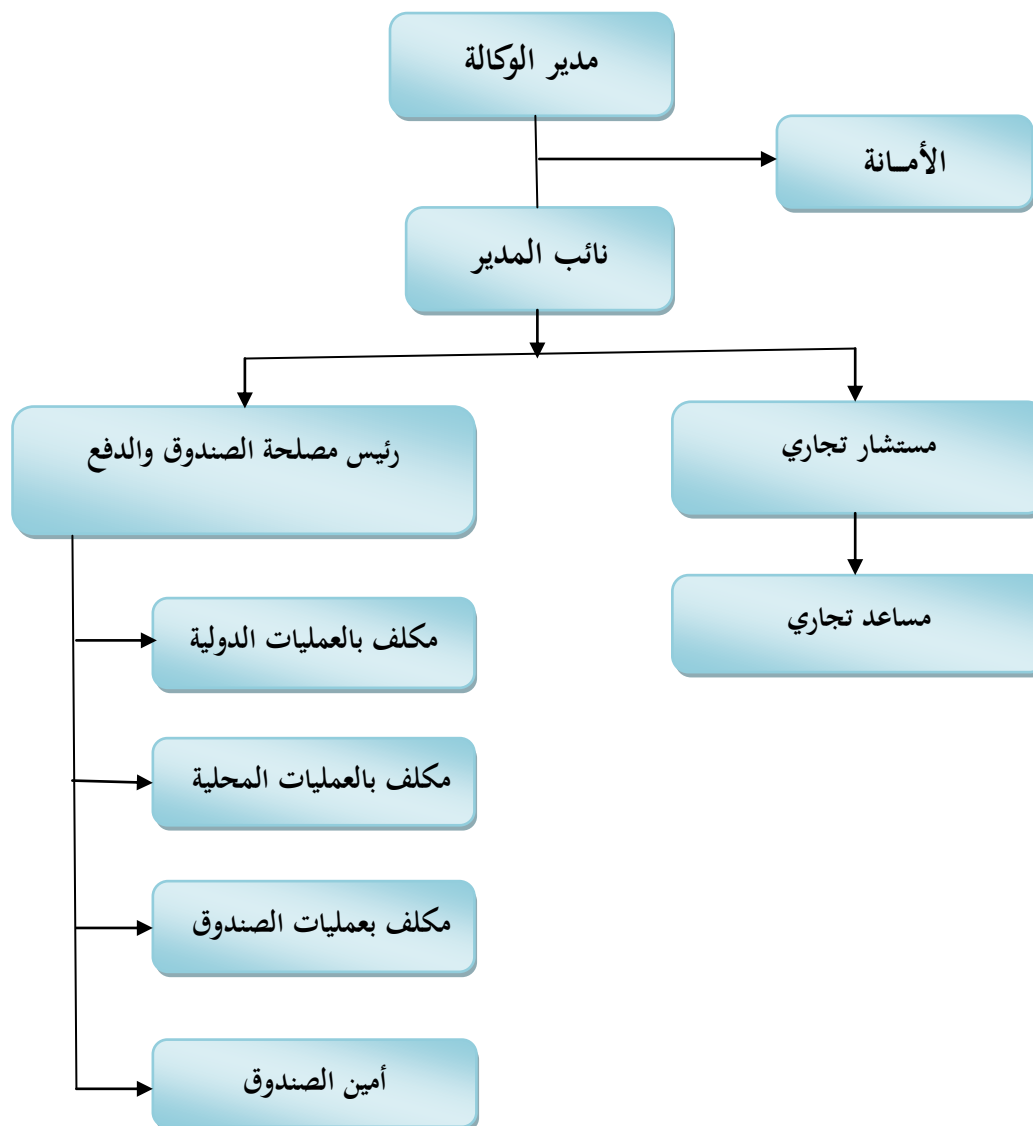 مدير الوكالة
الأمــانة
نائب المدير
مستشار تجاري
رئيس مصلحة الصندوق والدفع
مساعد تجاري
مكلف بالعمليات الدولية
مكلف بالعمليات المحلية
مكلف بعمليات الصندوق
أمين الصندوق